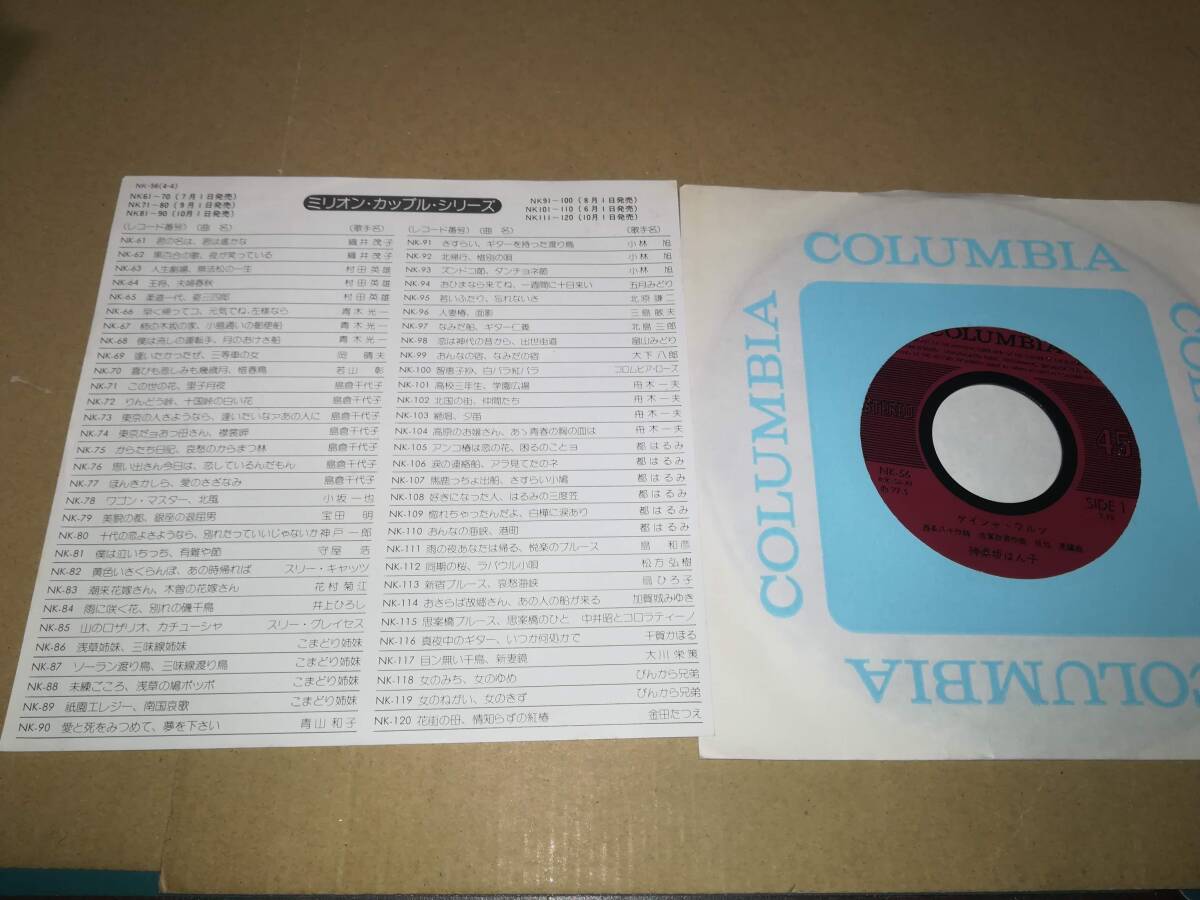 NK-56(4-4)
NK61~70(7月1日発売)
NK71~80(9月1日発売)
NK81~90(10月1日発売)
ミリオン・カップル・シリーズ
NK91~100(8月1日発売)
NK101~110(6月1日発売)
NK111~120(10月1日発売)
(レコード番号) (曲 名) (歌手名)
NK-61 君の名は、君は遙かな 織井茂子
NK-62 黒百合の歌、夜が笑っている 織井茂子
NK-63 人生劇場、無法松の一生 村田英雄
NK-64 王将、夫婦春秋 村田英雄
NK-65 柔道一代、姿三四郎 村田英雄
NK-66 早く帰ってコ、元気でね、左様なら 青木光一
NK-67 柿の木坂の家、小島通いの郵便船 青木光一
NK-68 僕は流しの運転手、月のおけさ船 青木光一
NK-69 逢いたかったぜ、三等車の女 岡 晴夫
NK-70 喜びも悲しみも幾歳月、惜春鳥 若山 彰
NK-71 この世の花、里子月夜 島倉千代子
NK-72 りんどう峠、十国峠の白い花 島倉千代子
NK-73 東京の人さようなら、逢いたいなァあの人に 島倉千代子
NK-74 東京だョおっ母さん、襟裳岬 島倉千代子
NK-75 からたち日記、哀愁のからまつ林 島倉千代子
NK-76 思い出さん今日は、恋しているんだもん 島倉千代子
NK-77 ほんきかしら、愛のさざなみ 島倉千代子
NK-78 ワゴン・マスター、北風 小坂一也
NK-79 美貌の都、銀座の退屈男 宝田 明
NK-80 十代の恋よさようなら、別れたっていいじゃないか 神戸一郎
NK-81 僕は泣いちっち、有難や節 守屋 浩
NK-82 黄色いさくらんぼ、あの時帰れば スリー・キャッツ
NK-83 潮来花嫁さん、木曽の花嫁さん 花村菊江
NK-84 雨に咲く花、別れの磯千鳥 井上ひろし
NK-85 山のロザリオ、カチューシャ スリー・グレイセス
NK-86 浅草姉妹、三味線姉妹 こまどり姉妹
NK-87 ソーラン渡り鳥、三味線渡り鳥 こまどり姉妹
NK-88 未練こころ、浅草の鳩ポッポ こまどり姉妹
NK-89 祇園エレジー、南国哀歌 こまどり姉妹
NK-90 愛と死をみつめて、夢を下さい 青山和子
(レコード番号) (曲 名) (歌手名)
NK-91 さすらい、ギターを持った渡り鳥 小林 旭
NK-92 北帰行、惜別の唄 小林 旭
NK-93 ズンドコ節、ダンチョネ節 小林 旭
NK-94 おひまなら来てね、一週間に十日来い 五月みどり
NK-95 若いふたり、忘れないさ 北原謙二
NK-96 人妻椿、面影 三島敏夫
NK-97 なみだ船、ギター仁義 北島三郎
NK-98 恋は神代の昔から、出世街道 畠山みどり
NK-99 おんなの宿、なみだの宿 大下八郎
NK-100 智恵子抄、白バラ紅バラ コロムビア・ローズ
NK-101 高校三年生、学園広場 舟木一夫
NK-102 北国の街、仲間たち 舟木一夫
NK-103 絶唱、夕笛 舟木一夫
NK-104 高原のお嬢さん、あゝ青春の胸の血は 舟木一夫
NK-105 アンコ椿は恋の花、困るのことヨ 都はるみ
NK-106 涙の連絡船、アラ見てたのネ 都はるみ
NK-107 馬鹿っちょ出船、さすらい小鳩 都はるみ
NK-108 好きになった人、はるみの三度笠 都はるみ
NK-109 惚れちゃったんだよ、白樺に涙あり 都はるみ
NK-110 おんなの海峡、港町 都はるみ
NK-111 雨の夜あなたは帰る、悦楽のブルース 島 和彦
NK-112 同期の桜、ラバウル小唄 松方弘樹
NK-113 新宿ブルース、哀愁海峡 扇ひろ子
NK-114 おさらば故郷さん、あの人の船が来る 加賀城みゆき
NK-115 思案橋ブルース、思案橋のひと 中井昭とコロラティーノ
NK-116 真夜中のギター、いつか何処かで 千賀かほる
NK-117 目ン無い千鳥、新妻鏡 大川栄策
NK-118 女のみち、女のゆめ ぴんから兄弟
NK-119 女のねがい、女のきず ぴんから兄弟
NK-120 花街の母、情知らずの紅椿 金田たつえ
COLUMBIA
COLUMBIA
COLUMBIA
COL
COLUMBIA
STEREO
45
NK-56
SIDE 1
ゲイシャ・ワルツ
神楽坂はん子